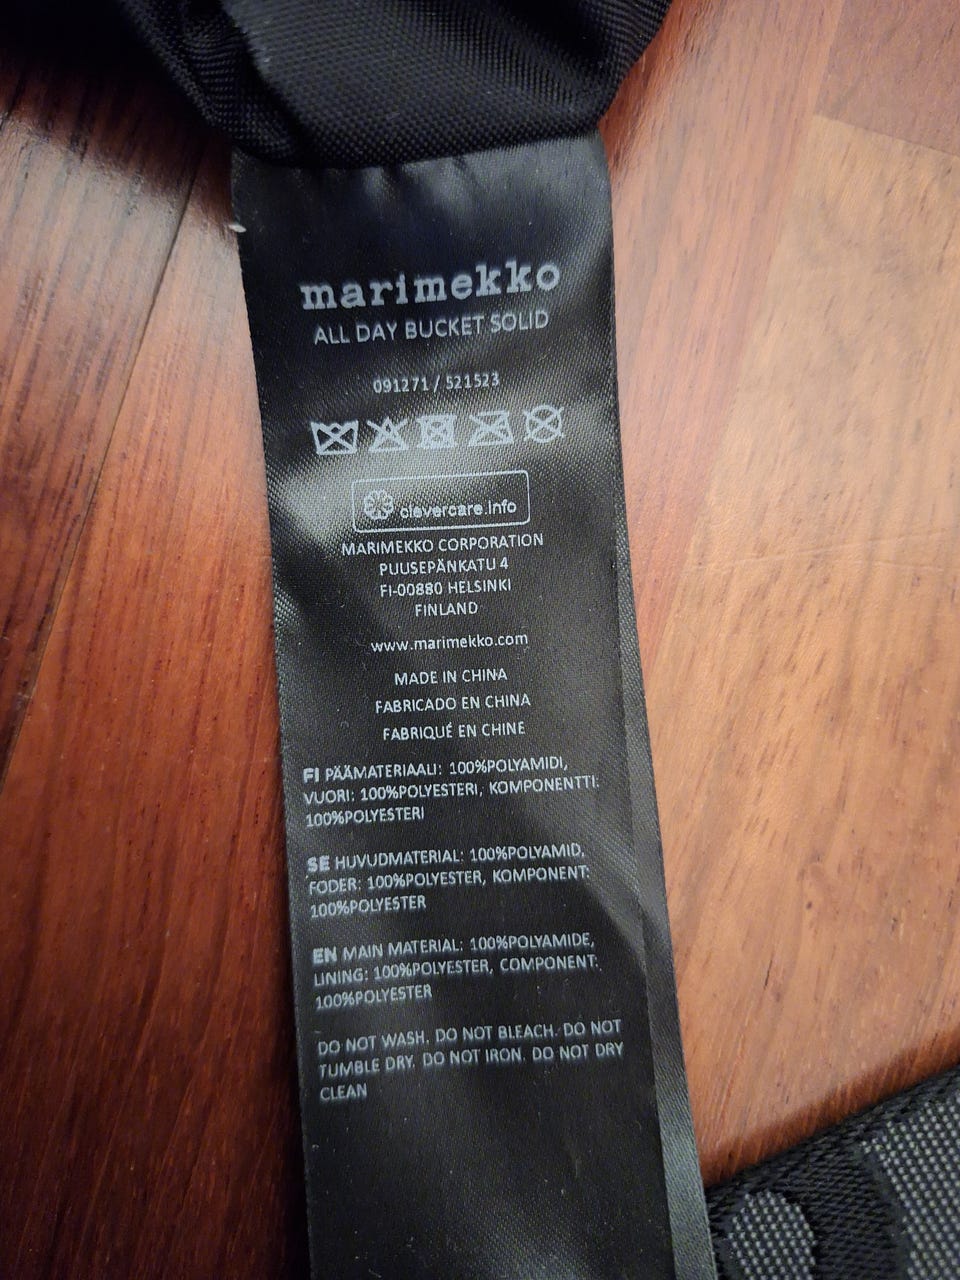 marimekko
ALL DAY BUCKET SOLID
091271 / 521523
clevercare.info
MARIMEKKO CORPORATION
PUUSEPÄNKATU 4
FI-00880 HELSINKI
FINLAND
www.marimekko.com
MADE IN CHINA
FABRICADO EN CHINA
FABRIQUÉ EN CHINE
FI PÄÄMATERIAALI: 100%POLYAMIDI,
VUORI: 100%POLYESTERI, KOMPONENTTI:
100%POLYESTERI
SE HUVUDMATERIAL: 100%POLYAMID,
FODER: 100%POLYESTER, KOMPONENT:
100%POLYESTER
EN MAIN MATERIAL: 100%POLYAMIDE,
LINING: 100%POLYESTER, COMPONENT:
100%POLYESTER
DO NOT WASH. DO NOT BLEACH. DO NOT
TUMBLE DRY. DO NOT IRON. DO NOT DRY
CLEAN